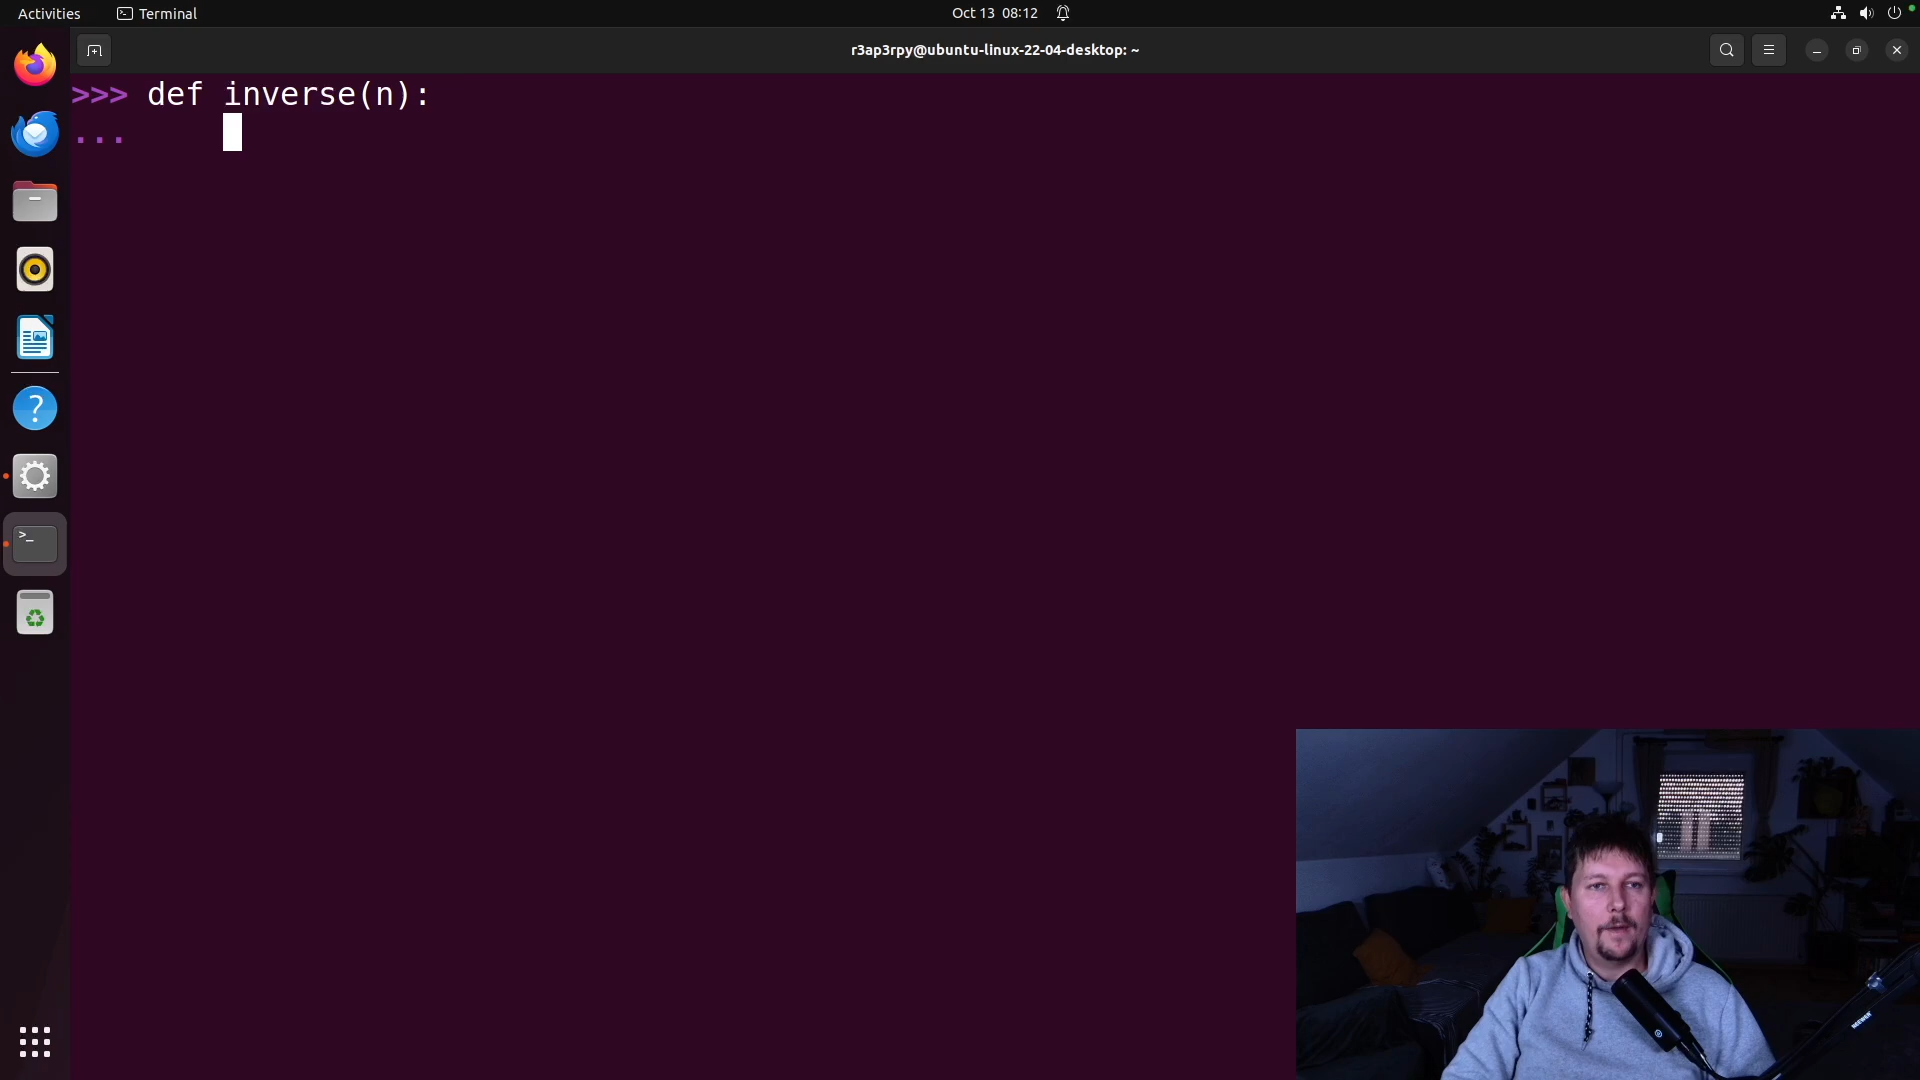 Activities
Terminal
Oct 13 08:12
r3ap3rpy@ubuntu-linux-22-04-desktop: ~
>>> def inverse(n):
...